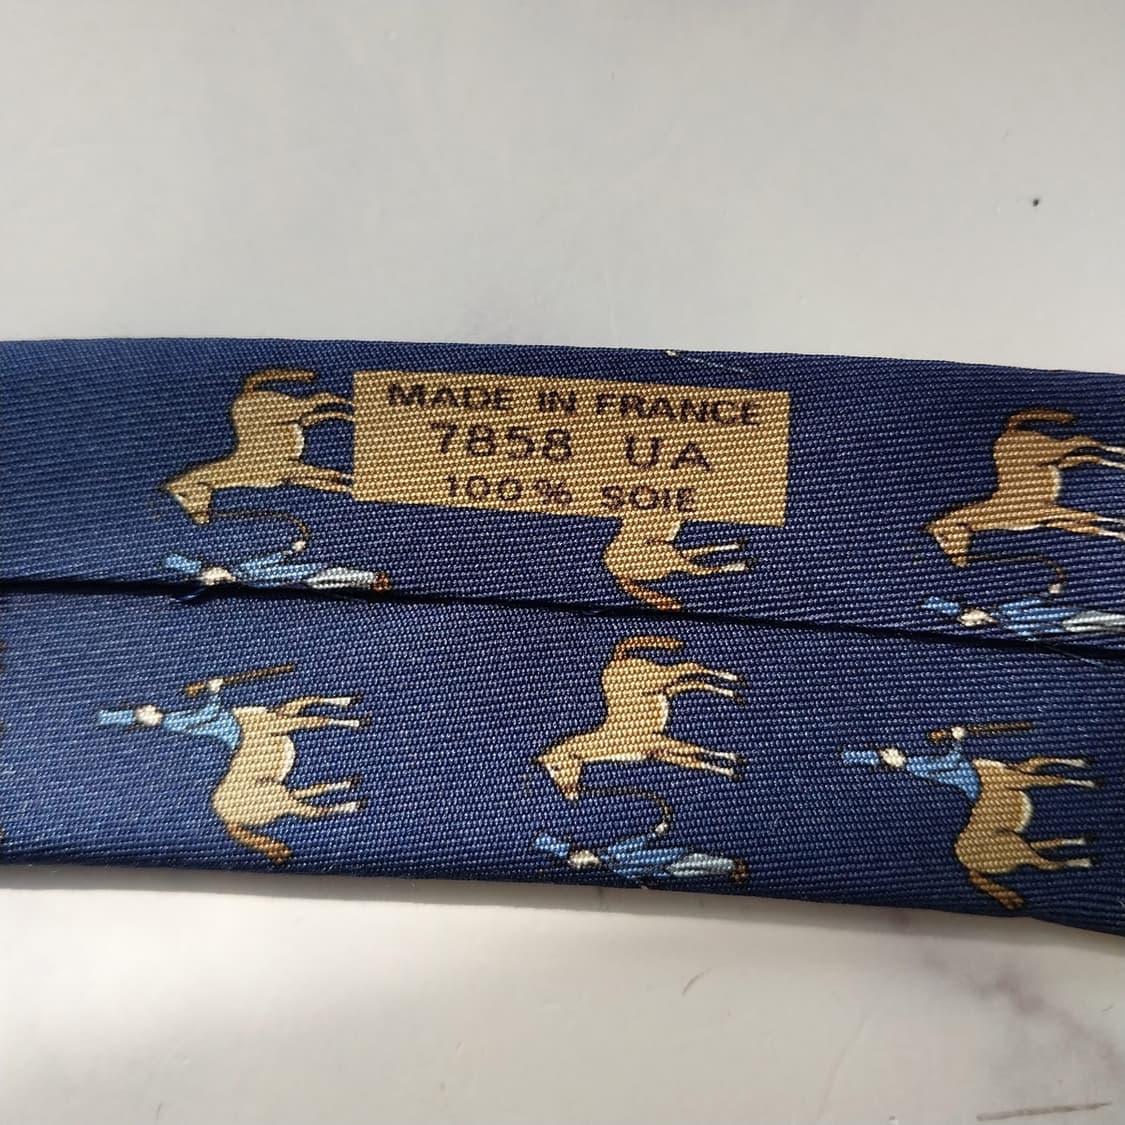 MADE IN FRANCE
7858 UA
100% SOIE